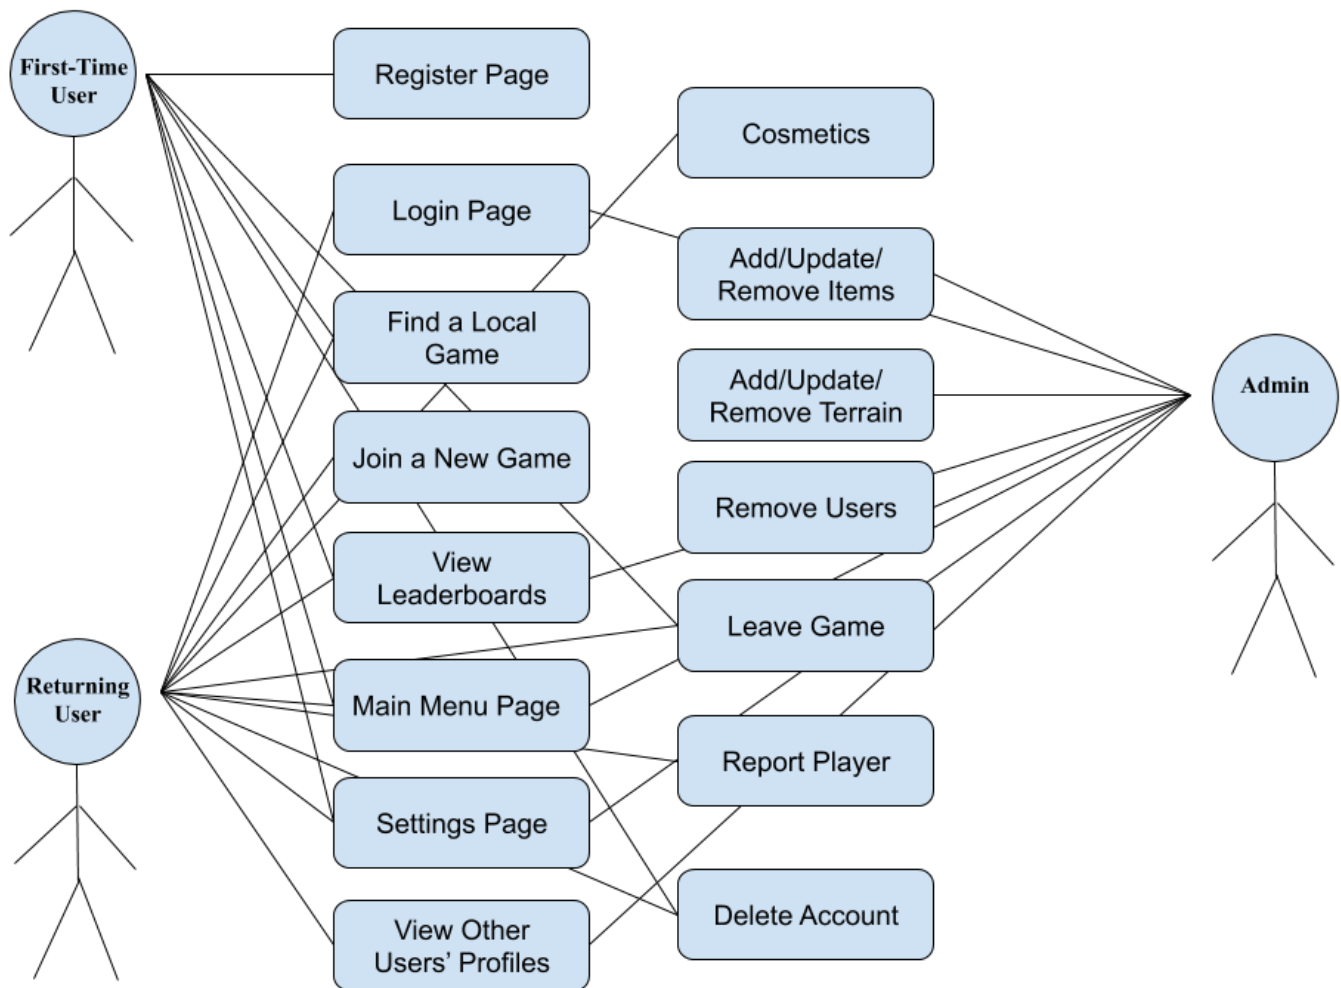 First-Time
User
Register Page
Cosmetics
Login Page
Add/Update/
Remove Items
Find a Local
Game
Add/Update/
Remove Terrain
Admin
Join a New Game
Remove Users
View
Leaderboards
Leave Game
Returning
User
Main Menu Page
Report Player
Settings Page
Delete Account
View Other
Users’ Profiles